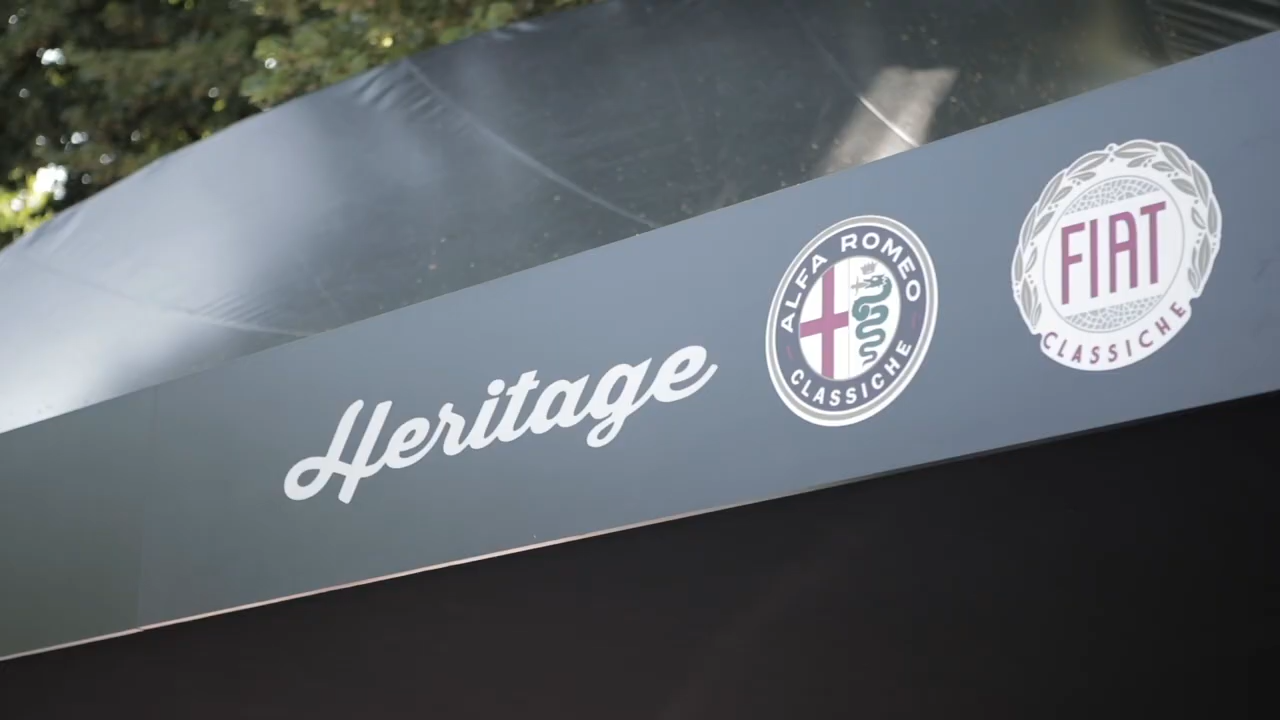 Heritage
ALFA ROMEO
CLASSICHE
FIAT
CLASSICHE